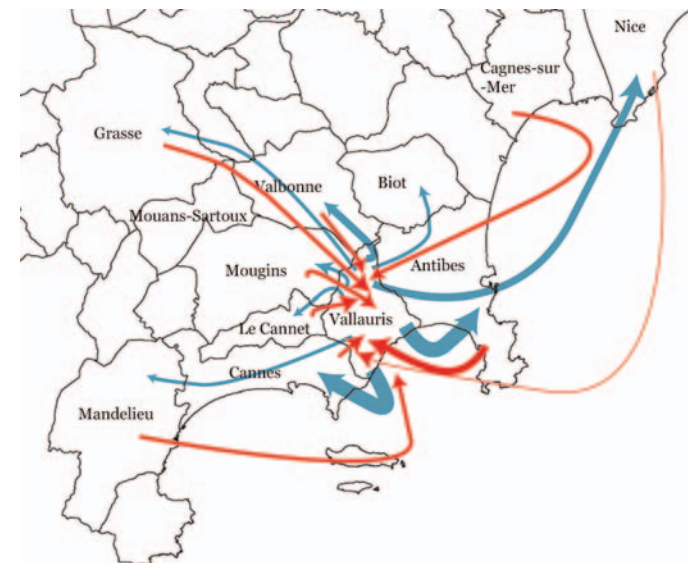 Nice
Cagnes-sur
-Mer
Grasse
Valbonne
Biot
Mouans-Sartoux
Mougins
Antibes
Le Cannet
Vallauris
Cannes
Mandelieu